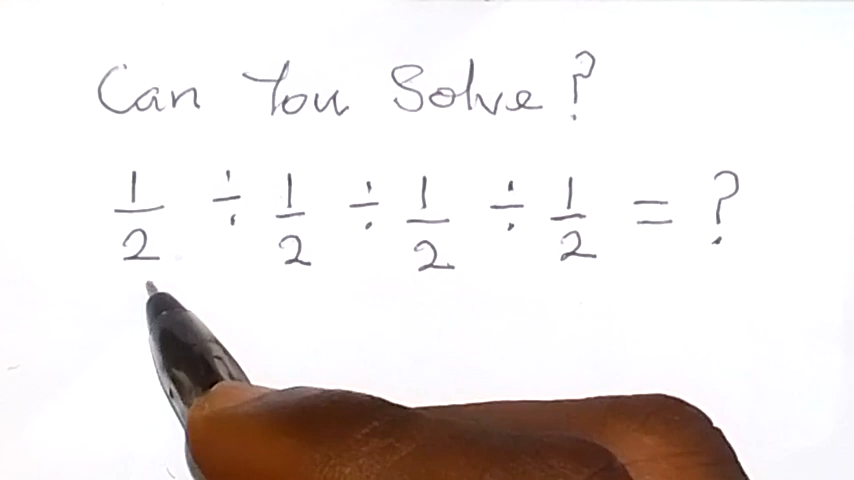 Can You Solve?
1/2 ÷ 1/2 ÷ 1/2 ÷ 1/2 = ?